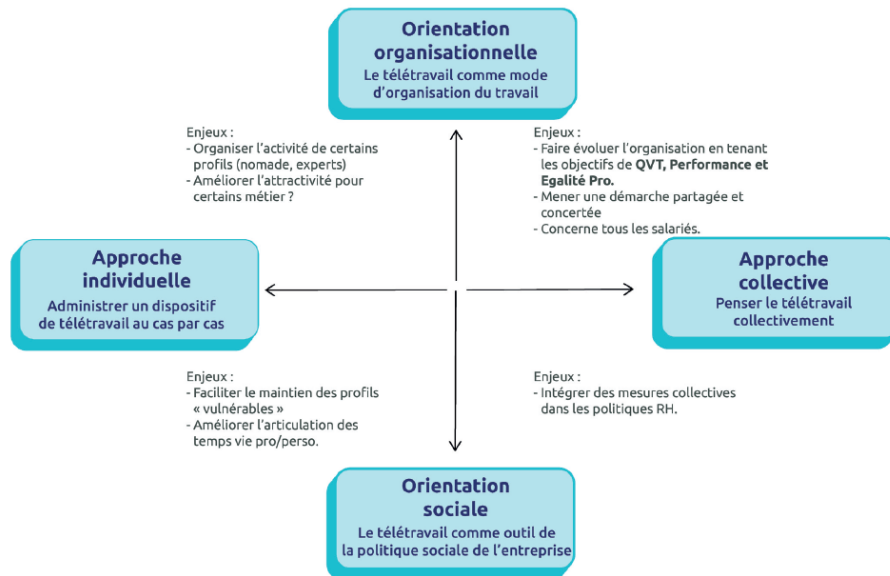 Orientation
organisationnelle
Le télétravail comme mode
d'organisation du travail
Enjeux :
- Organiser l'activité de certains
profils (nomade, experts)
- Améliorer l'attractivité pour
certains métier ?
Enjeux :
- Faire évoluer l'organisation en tenant
les objectifs de QVT, Performance et
Egalité Pro.
- Mener une démarche partagée et
concertée
- Concerne tous les salariés.
Approche
individuelle
Administrer un dispositif
de télétravail au cas par cas
Approche
collective
Penser le télétravail
collectivement
Enjeux :
- Faciliter le maintien des profils
« vulnérables »
- Améliorer l'articulation des
temps vie pro/perso.
Enjeux :
- Intégrer des mesures collectives
dans les politiques RH.
Orientation
sociale
Le télétravail comme outil de
la politique sociale de l'entreprise